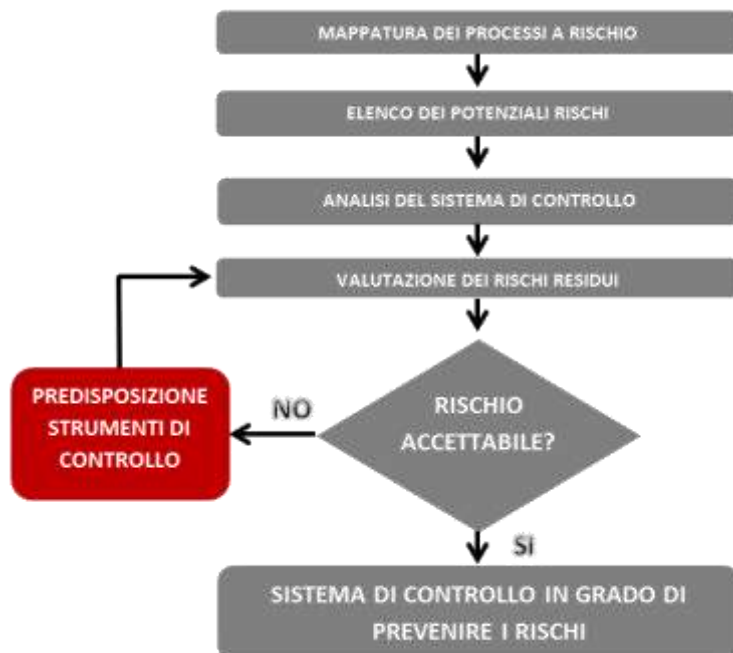 MAPPATURA DEI PROCESSI A RISCHIO
ELENCO DEI POTENZIALI RISCHI
ANALISI DEL SISTEMA DI CONTROLLO
VALUTAZIONE DEI RISCHI RESIDUI
PREDISPOSIZIONE
STRUMENTI DI
CONTROLLO
NO
RISCHIO
ACCETTABILE?
Si
SISTEMA DI CONTROLLO IN GRADO DI
PREVENIRE I RISCHI